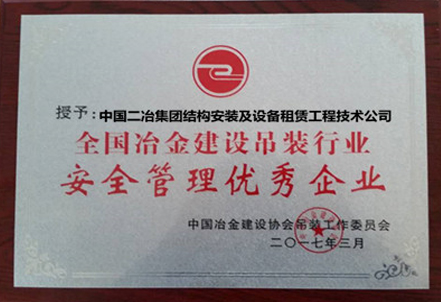 授予:中国二冶集团结构安装及设备租赁工程技术公司
全国冶金建设吊装行业
安全管理优秀企业
中国冶金建设协会吊装工作委员会
二〇一七年三月